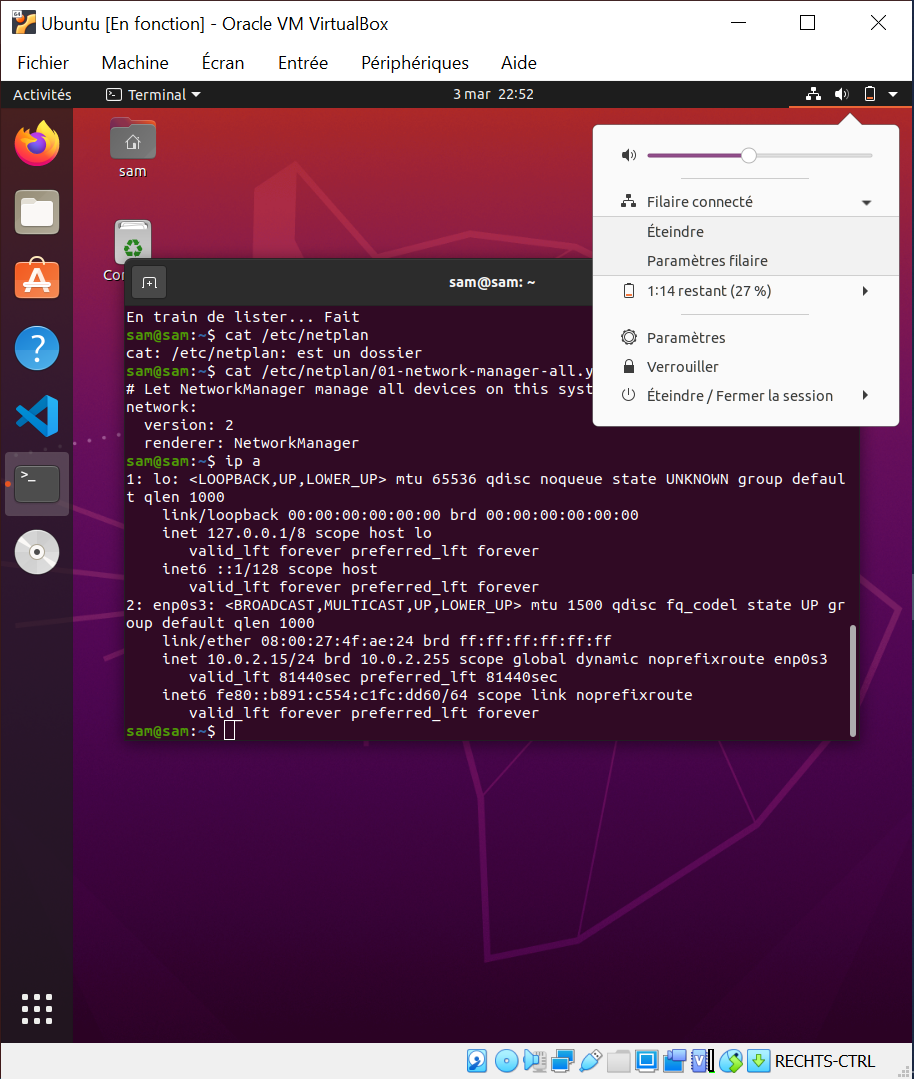 Ubuntu [En fonction] - Oracle VM VirtualBox
Fichier Machine Écran Entrée Périphériques Aide
Activités Terminal 3 mar 22:52
sam
Filaire connecté
Éteindre
Paramètres filaire
1:14 restant (27 %)
Paramètres
Verrouiller
Éteindre / Fermer la session
sam@sam: ~
En train de lister... Fait
sam@sam:~$ cat /etc/netplan
cat: /etc/netplan: est un dossier
sam@sam:~$ cat /etc/netplan/01-network-manager-all.y
# Let NetworkManager manage all devices on this syst
network:
version: 2
renderer: NetworkManager
sam@sam:~$ ip a
1: lo: <LOOPBACK,UP,LOWER_UP> mtu 65536 qdisc noqueue state UNKNOWN group defaul
t qlen 1000
link/loopback 00:00:00:00:00:00 brd 00:00:00:00:00:00
inet 127.0.0.1/8 scope host lo
valid_lft forever preferred_lft forever
inet6 ::1/128 scope host
valid_lft forever preferred_lft forever
2: enp0s3: <BROADCAST,MULTICAST,UP,LOWER_UP> mtu 1500 qdisc fq_codel state UP gr
oup default qlen 1000
link/ether 08:00:27:4f:ae:24 brd ff:ff:ff:ff:ff:ff
inet 10.0.2.15/24 brd 10.0.2.255 scope global dynamic noprefixroute enp0s3
valid_lft 81440sec preferred_lft 81440sec
inet6 fe80::b891:c554:c1fc:dd60/64 scope link noprefixroute
valid_lft forever preferred_lft forever
sam@sam:~$
RECHTS-CTRL